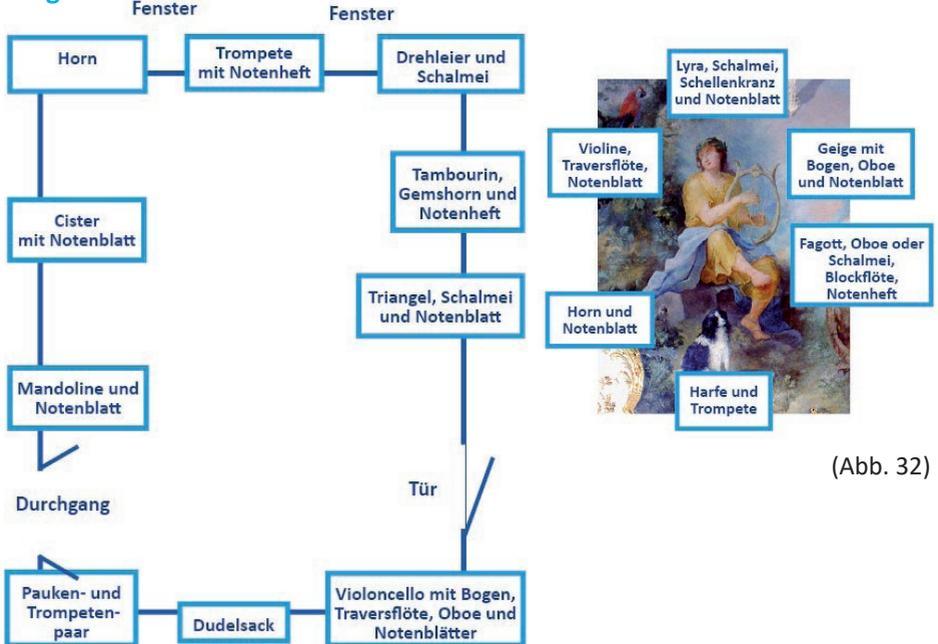 Fenster
Fenster
Horn
Trompete
mit Notenheft
Drehleier und
Schalmei
Tambourin,
Gemshorn und
Notenheft
Cister
mit Notenblatt
Triangel, Schalmei
und Notenblatt
Mandoline und
Notenblatt
Durchgang
Tür
Pauken- und
Trompeten-
paar
Dudelsack
Violoncello mit Bogen,
Traversflöte, Oboe und
Notenblätter
Lyra, Schalmei,
Schellenkranz
und Notenblatt
Violine,
Traversflöte,
Notenblatt
Geige mit
Bogen, Oboe
und Notenblatt
Fagott, Oboe oder
Schalmei,
Blockflöte,
Notenheft
Horn und
Notenblatt
Harfe und
Trompete
(Abb. 32)